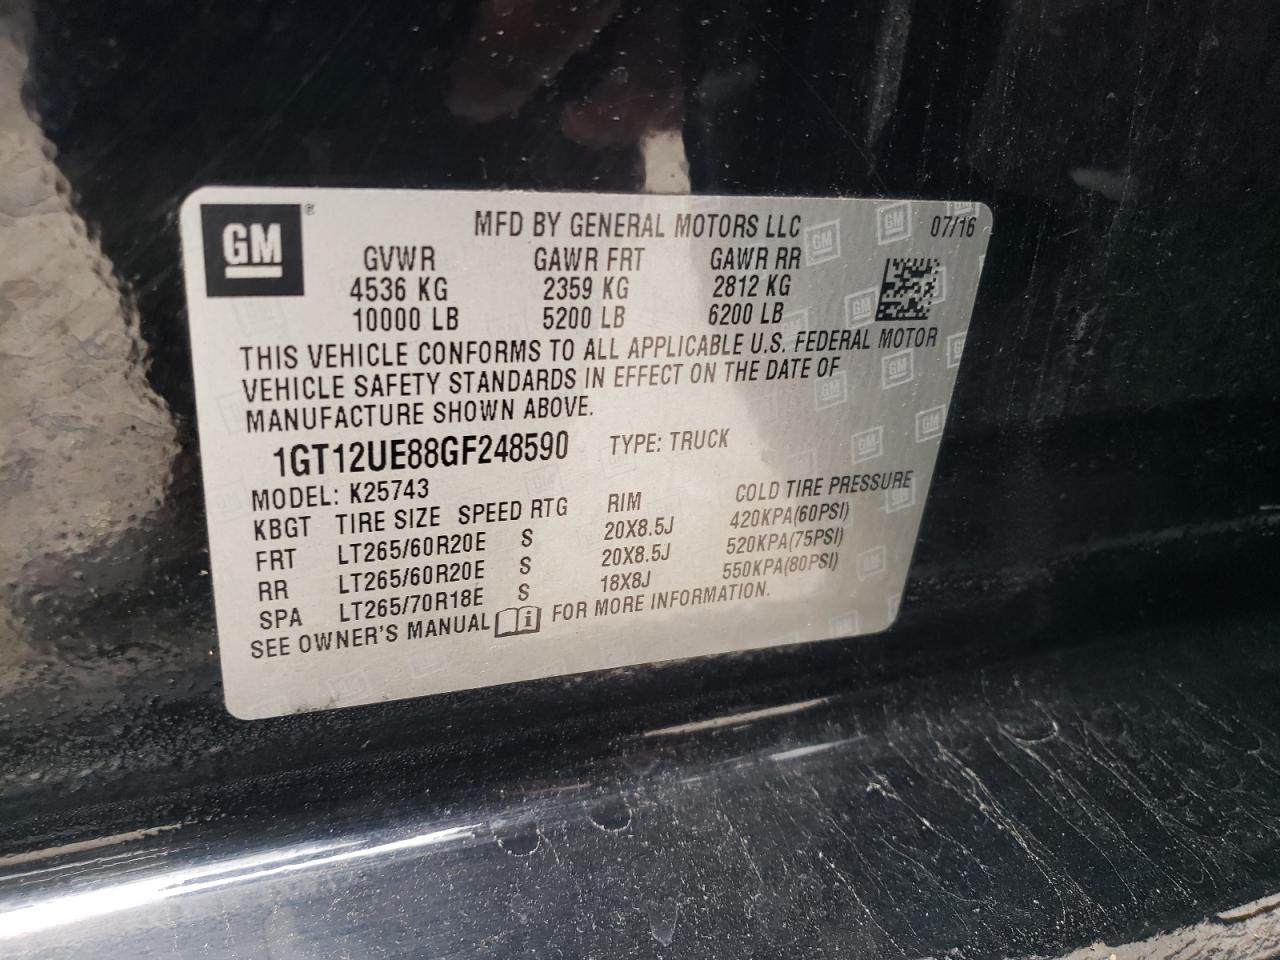 GM®
MFD BY GENERAL MOTORS LLC 07/16
GVWR GAWR FRT GAWR RR
4536 KG 2359 KG 2812 KG
10000 LB 5200 LB 6200 LB
THIS VEHICLE CONFORMS TO ALL APPLICABLE U.S. FEDERAL MOTOR
VEHICLE SAFETY STANDARDS IN EFFECT ON THE DATE OF
MANUFACTURE SHOWN ABOVE.
1GT12UE88GF248590 TYPE: TRUCK
MODEL: K25743
KBGT TIRE SIZE SPEED RTG RIM COLD TIRE PRESSURE
FRT LT265/60R20E S 20X8.5J 420KPA(60PSI)
RR LT265/60R20E S 20X8.5J 520KPA(75PSI)
SPA LT265/70R18E S 18X8J 550KPA(80PSI)
SEE OWNER'S MANUAL i FOR MORE INFORMATION.